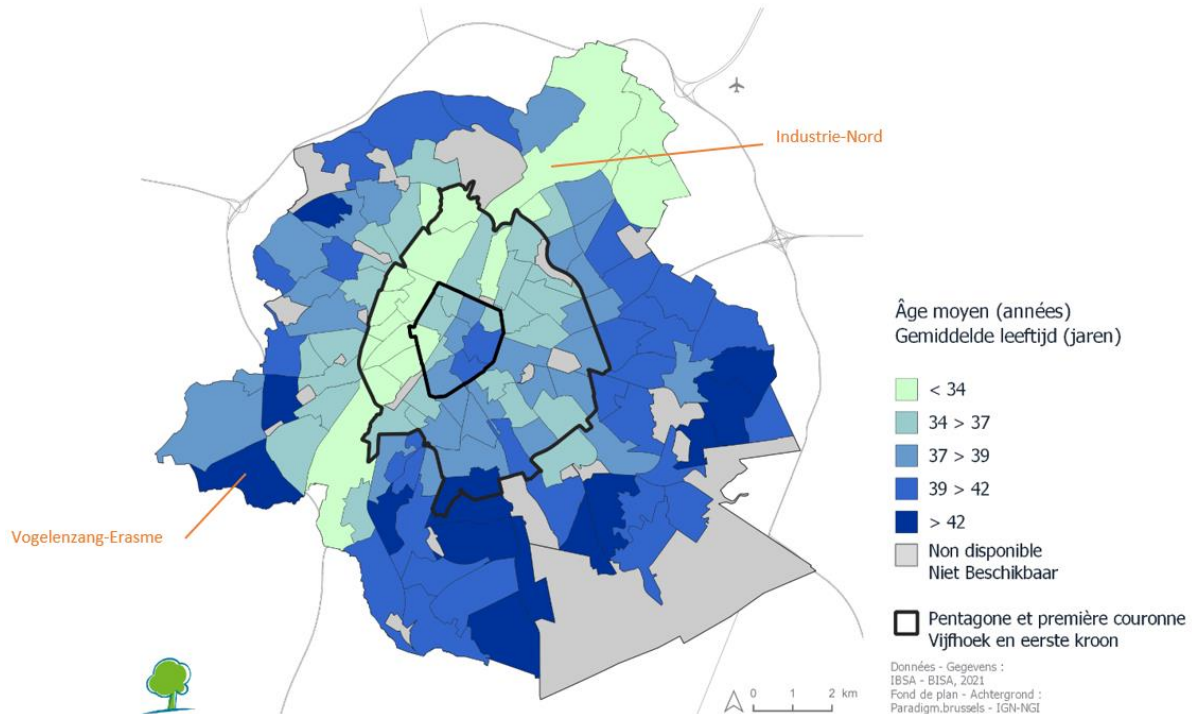 Industrie-Nord
Vogelenzang-Erasme
Âge moyen (années)
Gemiddelde leeftijd (jaren)
< 34
34 > 37
37 > 39
39 > 42
> 42
Non disponible
Niet Beschikbaar
Pentagone et première couronne
Vijfhoek en eerste kroon
Données - Gegevens :
IBSA - BISA, 2021
Fond de plan - Achtergrond :
Paradigm.brussels - IGN-NGI
0 1 2 km